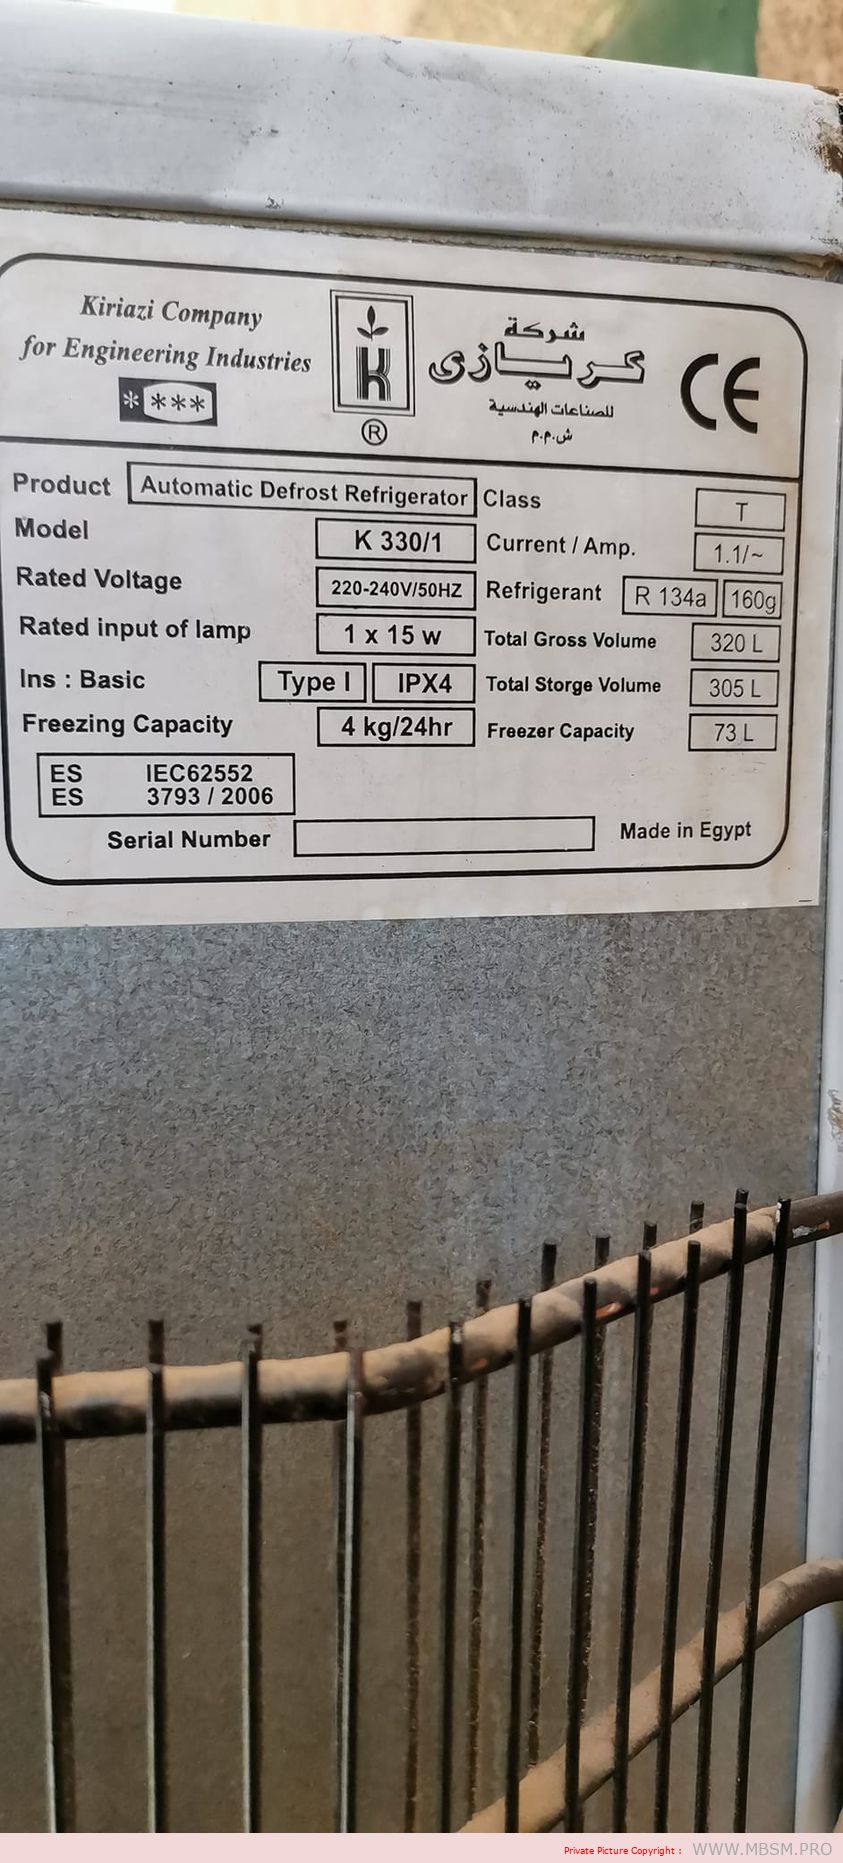 Kiriazi Company
for Engineering Industries
****
K
®
شركة
كريازى
للصناعات الهندسية
ش.م.م
CE
Product Automatic Defrost Refrigerator Class T
Model K 330/1 Current / Amp. 1.1/~
Rated Voltage 220-240V/50HZ Refrigerant R 134a 160g
Rated input of lamp 1 x 15 w Total Gross Volume 320 L
Ins : Basic Type I IPX4 Total Storge Volume 305 L
Freezing Capacity 4 kg/24hr Freezer Capacity 73 L
ES IEC62552
ES 3793 / 2006
Serial Number Made in Egypt
Private Picture Copyright : WWW.MBSM.PRO